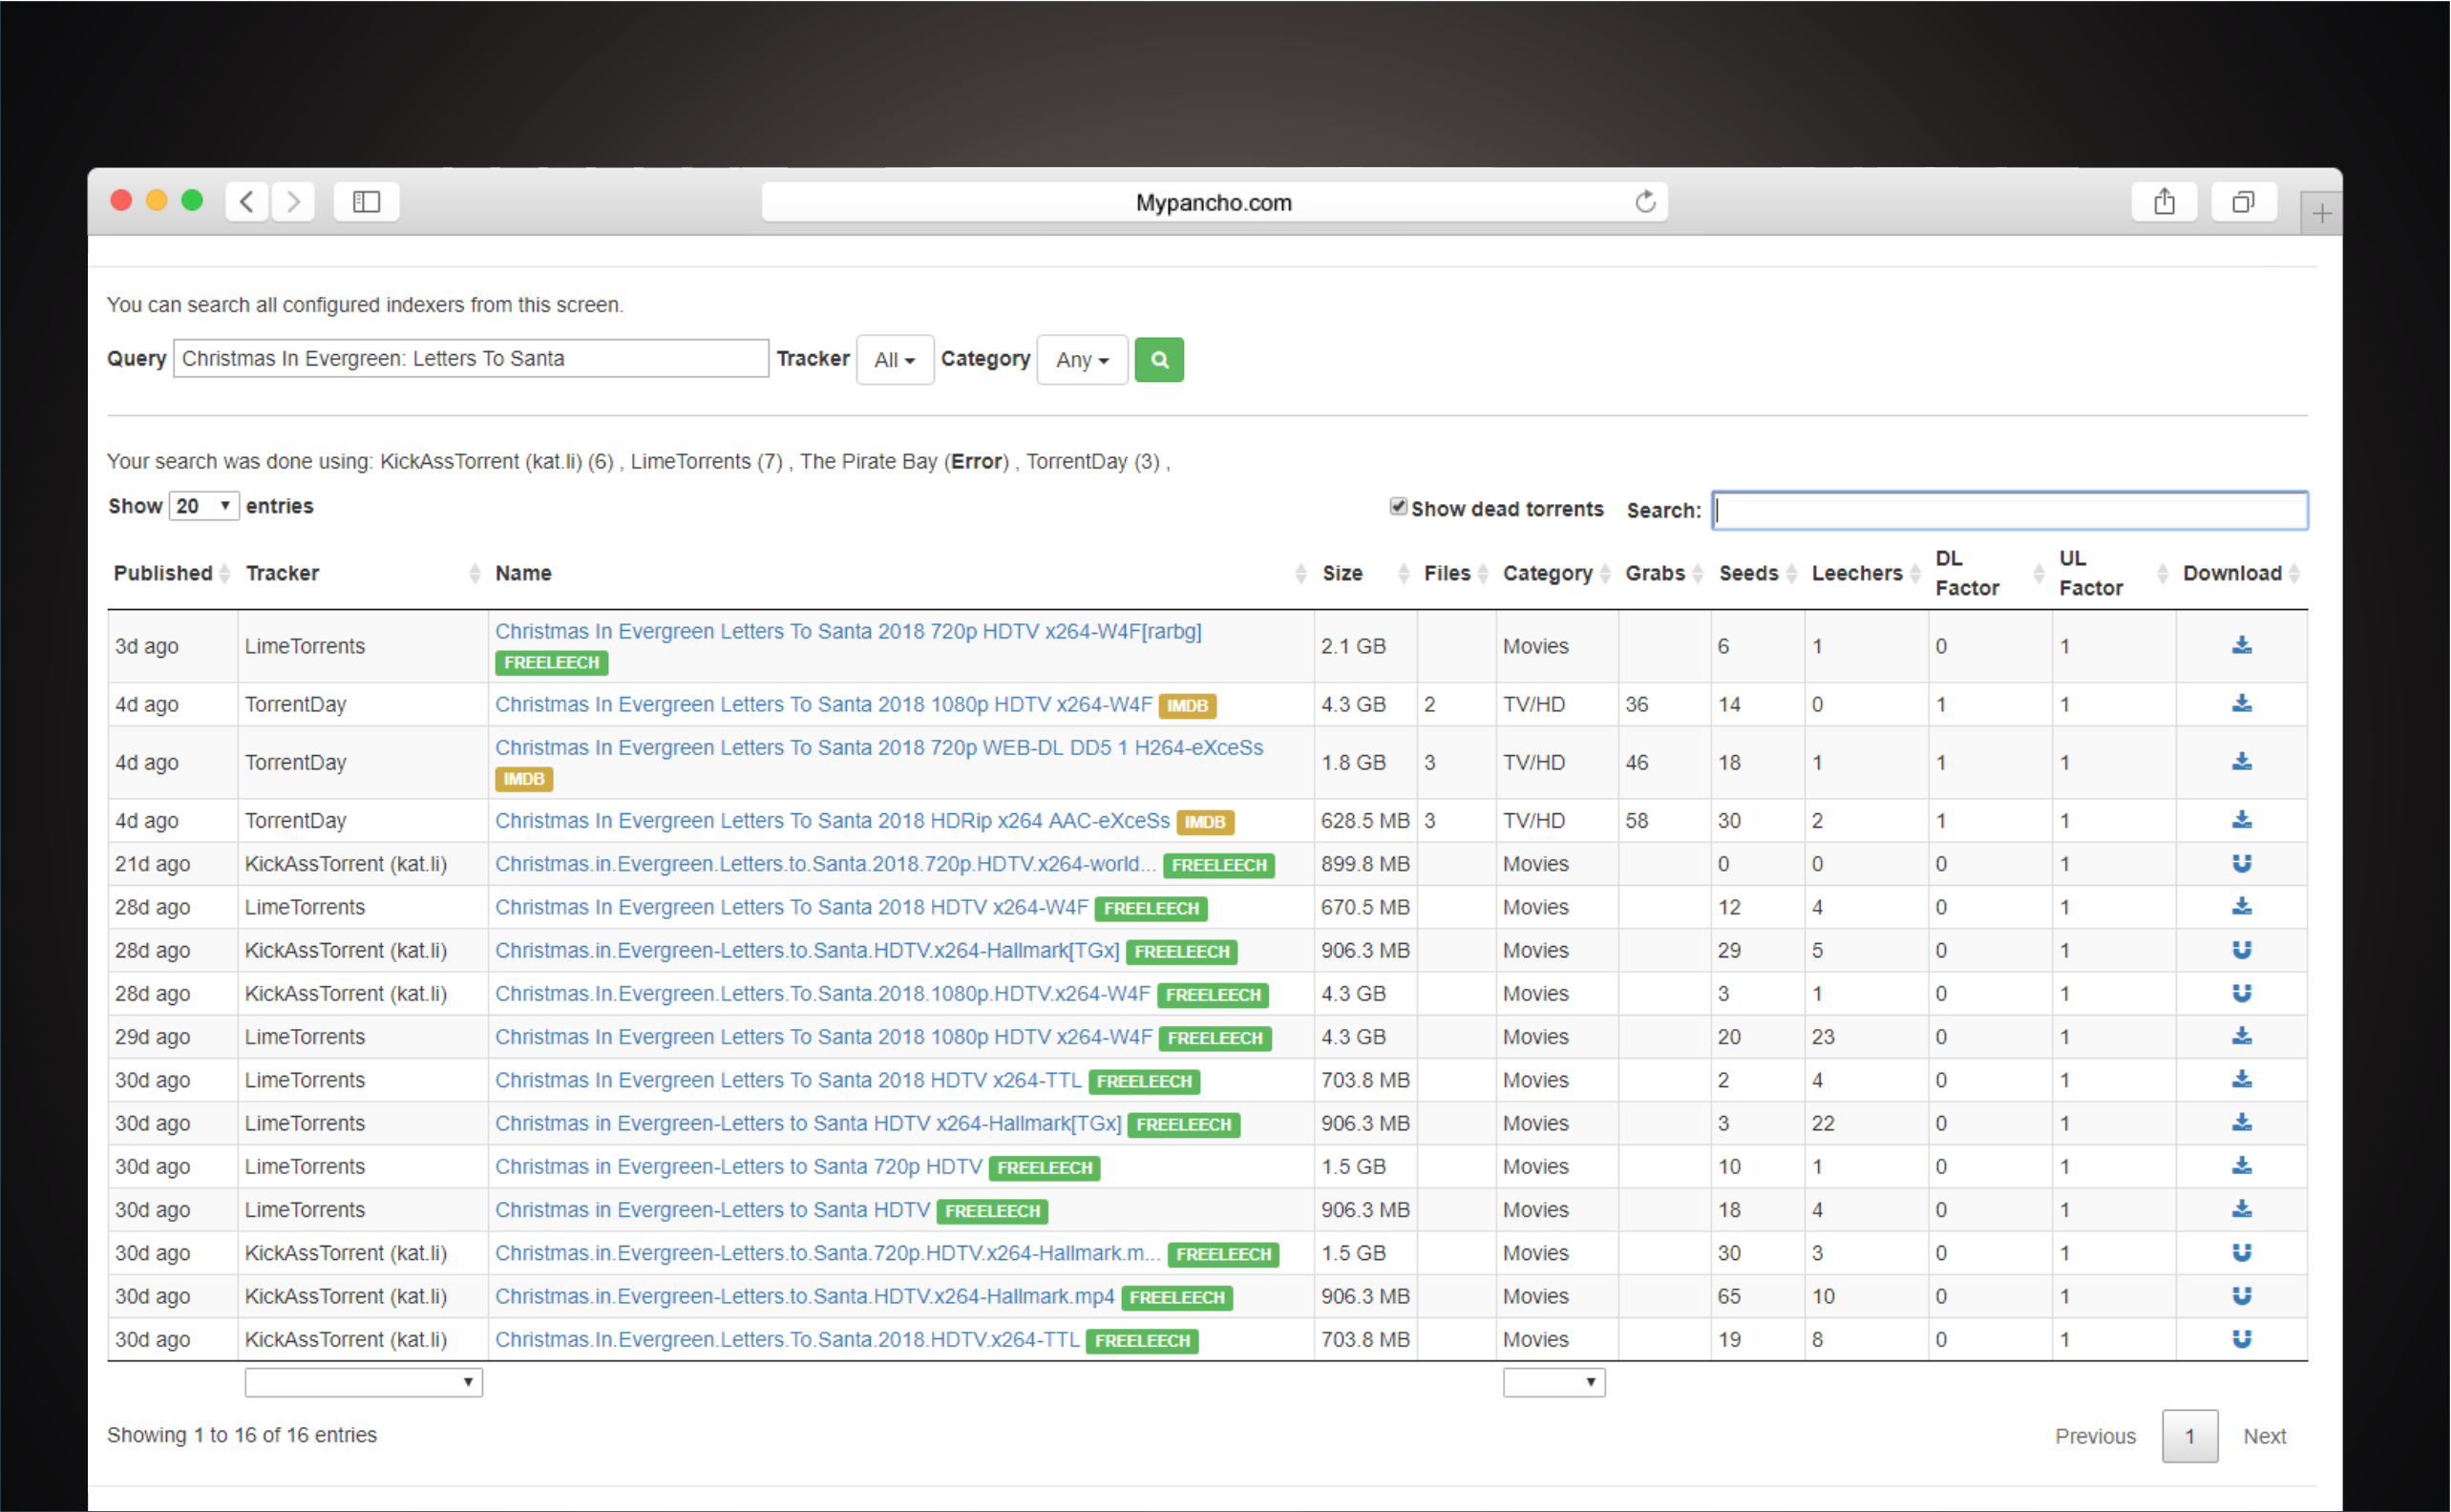 Mypancho.com
You can search all configured indexers from this screen.
Query Christmas In Evergreen: Letters To Santa Tracker All Category Any
Your search was done using: KickAssTorrent (kat.li) (6) , LimeTorrents (7) , The Pirate Bay (Error) , TorrentDay (3) ,
Show 20 entries Show dead torrents Search:
Published Tracker Name Size Files Category Grabs Seeds Leechers DL Factor UL Factor Download
3d ago LimeTorrents Christmas In Evergreen Letters To Santa 2018 720p HDTV x264-W4F[rarbg] FREELEECH 2.1 GB Movies 6 1 0 1
4d ago TorrentDay Christmas In Evergreen Letters To Santa 2018 1080p HDTV x264-W4F IMDB 4.3 GB 2 TV/HD 36 14 0 1 1
4d ago TorrentDay Christmas In Evergreen Letters To Santa 2018 720p WEB-DL DD5 1 H264-eXceSs IMDB 1.8 GB 3 TV/HD 46 18 1 1 1
4d ago TorrentDay Christmas In Evergreen Letters To Santa 2018 HDRip x264 AAC-eXceSs IMDB 628.5 MB 3 TV/HD 58 30 2 1 1
21d ago KickAssTorrent (kat.li) Christmas.in.Evergreen.Letters.to.Santa.2018.720p.HDTV.x264-world... FREELEECH 899.8 MB Movies 0 0 0 1
28d ago LimeTorrents Christmas In Evergreen Letters To Santa 2018 HDTV x264-W4F FREELEECH 670.5 MB Movies 12 4 0 1
28d ago KickAssTorrent (kat.li) Christmas.in.Evergreen-Letters.to.Santa.HDTV.x264-Hallmark[TGx] FREELEECH 906.3 MB Movies 29 5 0 1
28d ago KickAssTorrent (kat.li) Christmas.In.Evergreen.Letters.To.Santa.2018.1080p.HDTV.x264-W4F FREELEECH 4.3 GB Movies 3 1 0 1
29d ago LimeTorrents Christmas In Evergreen Letters To Santa 2018 1080p HDTV x264-W4F FREELEECH 4.3 GB Movies 20 23 0 1
30d ago LimeTorrents Christmas In Evergreen Letters To Santa 2018 HDTV x264-TTL FREELEECH 703.8 MB Movies 2 4 0 1
30d ago LimeTorrents Christmas in Evergreen-Letters to Santa HDTV x264-Hallmark[TGx] FREELEECH 906.3 MB Movies 3 22 0 1
30d ago LimeTorrents Christmas in Evergreen-Letters to Santa 720p HDTV FREELEECH 1.5 GB Movies 10 1 0 1
30d ago LimeTorrents Christmas in Evergreen-Letters to Santa HDTV FREELEECH 906.3 MB Movies 18 4 0 1
30d ago KickAssTorrent (kat.li) Christmas.in.Evergreen-Letters.to.Santa.720p.HDTV.x264-Hallmark.m... FREELEECH 1.5 GB Movies 30 3 0 1
30d ago KickAssTorrent (kat.li) Christmas.in.Evergreen-Letters.to.Santa.HDTV.x264-Hallmark.mp4 FREELEECH 906.3 MB Movies 65 10 0 1
30d ago KickAssTorrent (kat.li) Christmas.In.Evergreen.Letters.To.Santa.2018.HDTV.x264-TTL FREELEECH 703.8 MB Movies 19 8 0 1
Showing 1 to 16 of 16 entries Previous 1 Next